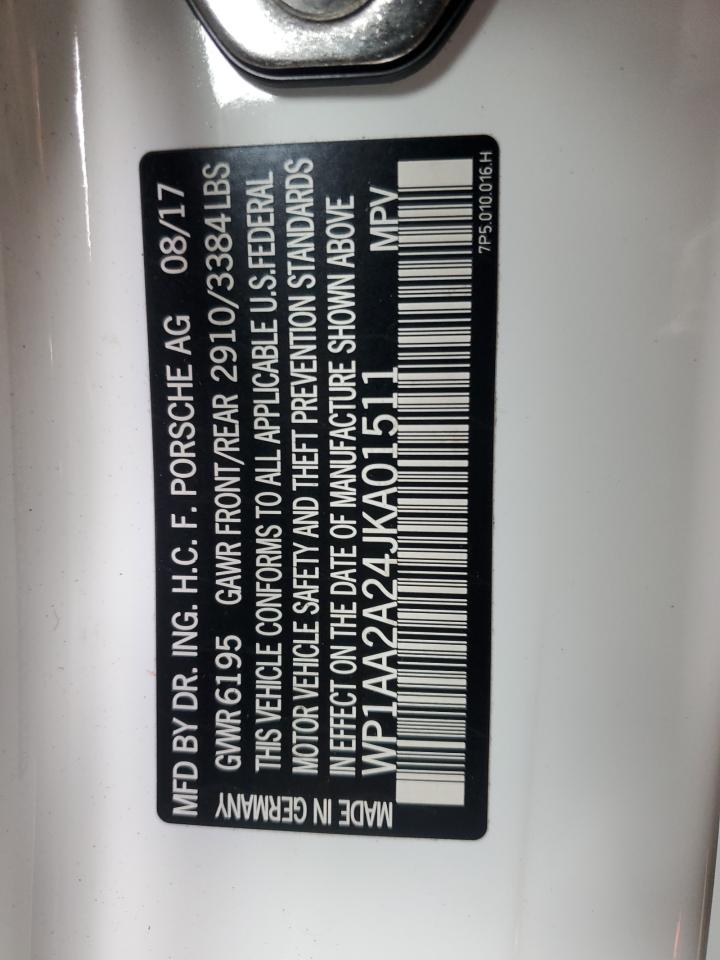 MFD BY DR. ING. H.C. F. PORSCHE AG 08/17
GVWR 6195 GAWR FRONT/REAR 2910/3384 LBS
THIS VEHICLE CONFORMS TO ALL APPLICABLE U.S. FEDERAL
MOTOR VEHICLE SAFETY AND THEFT PREVENTION STANDARDS
IN EFFECT ON THE DATE OF MANUFACTURE SHOWN ABOVE
WP1AA2A24JKA01511 MPV
MADE IN GERMANY
7P5.010.016.H